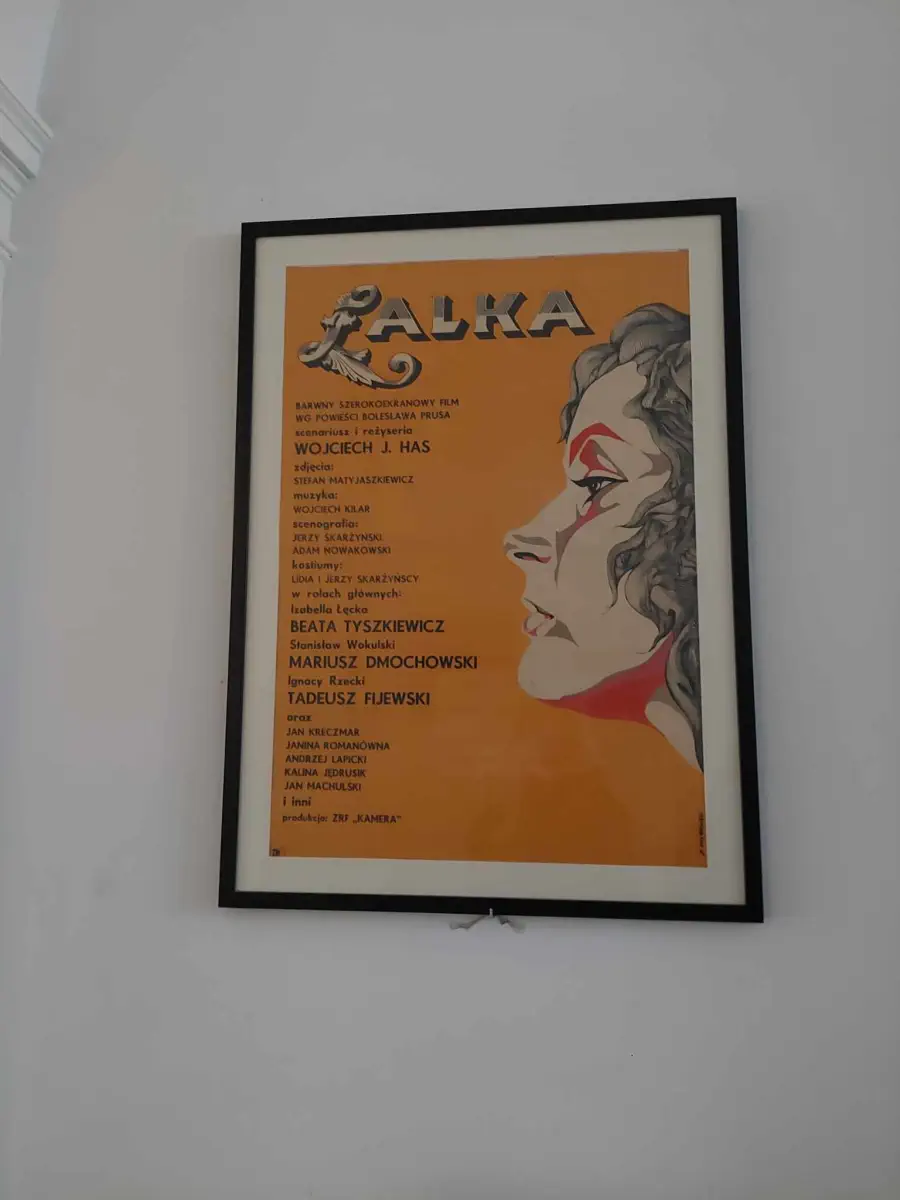 LALKA
BARWNY SZEROKOEKRANOWY FILM
WG POWIEŚCI BOLESŁAWA PRUSA
scenariusz i reżyseria
WOJCIECH J. HAS
zdjęcia:
STEFAN MATYJASZKIEWICZ
muzyka:
WOJCIECH KILAR
scenografia:
JERZY SKARŻYŃSKI
ADAM NOWAKOWSKI
kostiumy:
LIDIA I JERZY SKARŻYŃSCY
w rolach głównych:
Izabella Łęcka
BEATA TYSZKIEWICZ
Stanisław Wokulski
MARIUSZ DMOCHOWSKI
Ignacy Rzecki
TADEUSZ FIJEWSKI
oraz
JAN KRECZMAR
JANINA ROMANÓWNA
ANDRZEJ ŁAPICKI
KALINA JĘDRUSIK
JAN MACHULSKI
i inni
produkcja: ZRF „KAMERA"